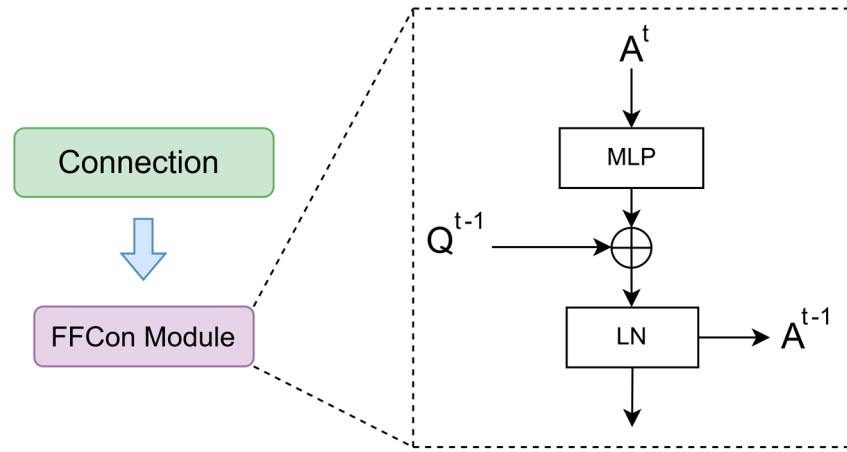 Connection
FFCon Module
A^t
MLP
Q^t-1
LN
A^t-1